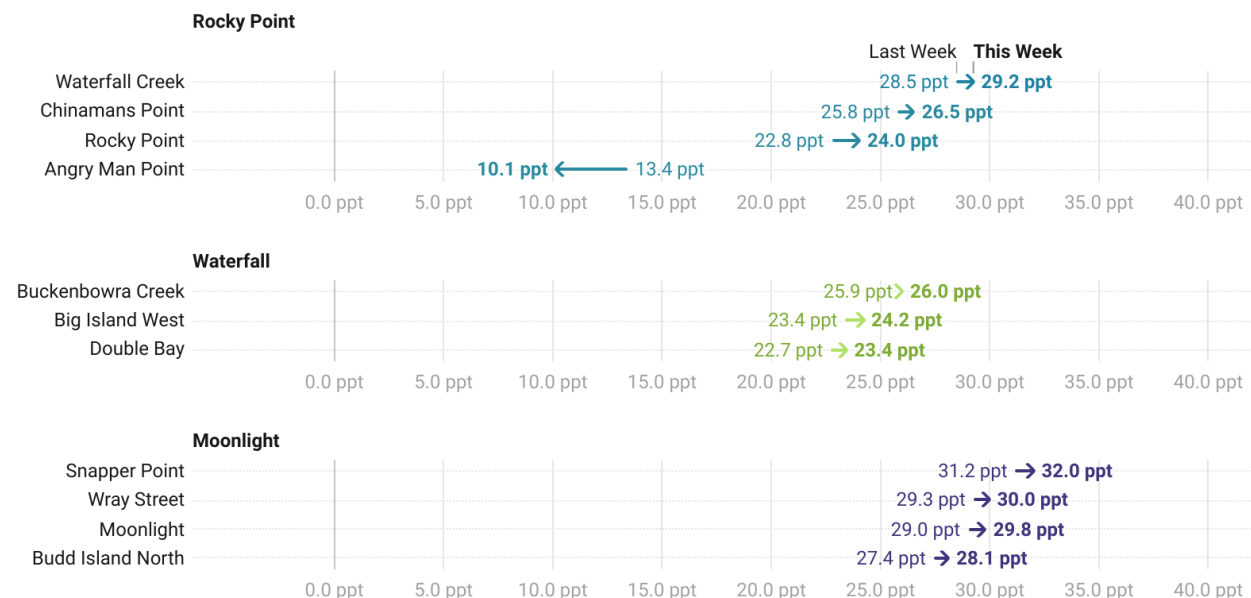 Rocky Point
Last Week This Week
Waterfall Creek 28.5 ppt 29.2 ppt
Chinamans Point 25.8 ppt 26.5 ppt
Rocky Point 22.8 ppt 24.0 ppt
Angry Man Point 10.1 ppt 13.4 ppt
0.0 ppt 5.0 ppt 10.0 ppt 15.0 ppt 20.0 ppt 25.0 ppt 30.0 ppt 35.0 ppt 40.0 ppt
Waterfall
Buckenbowra Creek 25.9 ppt 26.0 ppt
Big Island West 23.4 ppt 24.2 ppt
Double Bay 22.7 ppt 23.4 ppt
0.0 ppt 5.0 ppt 10.0 ppt 15.0 ppt 20.0 ppt 25.0 ppt 30.0 ppt 35.0 ppt 40.0 ppt
Moonlight
Snapper Point 31.2 ppt 32.0 ppt
Wray Street 29.3 ppt 30.0 ppt
Moonlight 29.0 ppt 29.8 ppt
Budd Island North 27.4 ppt 28.1 ppt
0.0 ppt 5.0 ppt 10.0 ppt 15.0 ppt 20.0 ppt 25.0 ppt 30.0 ppt 35.0 ppt 40.0 ppt